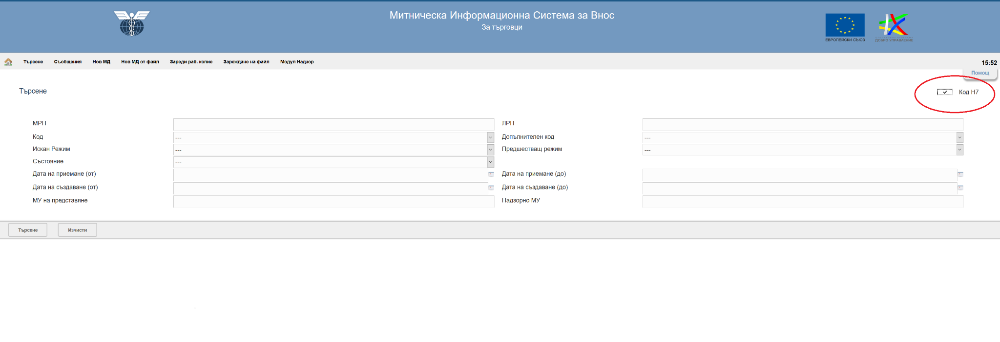 Митническа Информационна Система за Внос
За търговци
ЕВРОПЕЙСКИ СЪЮЗ
ДОБРО УПРАВЛЕНИЕ
Търсене Съобщения Нов МД Нов МД от файл Зареди раб. копие Зареждане на файл Модул Надзор
15:52
Помощ
Търсене
Код H7
МРН ЛРН
Код --- Допълнителен код ---
Искан Режим --- Предшестващ режим ---
Състояние ---
Дата на приемане (от) Дата на приемане (до)
Дата на създаване (от) Дата на създаване (до)
МУ на представяне Надзорно МУ
Търсене Изчисти